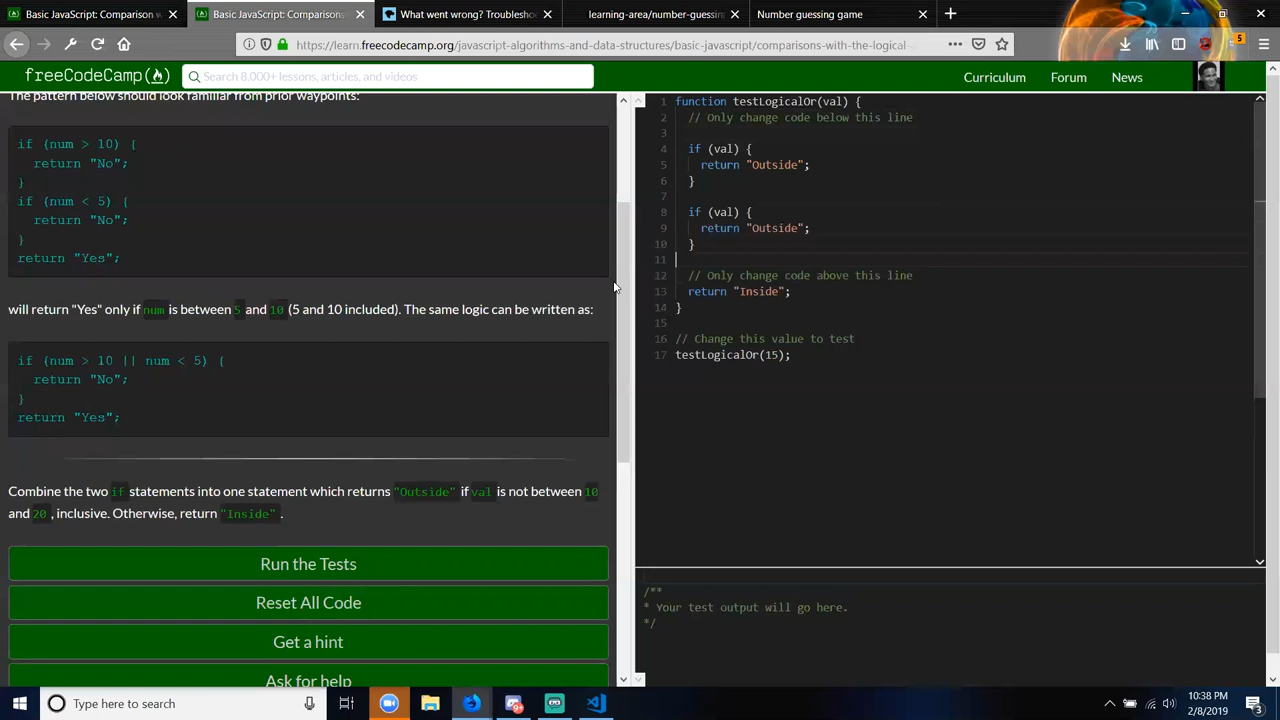 Basic JavaScript: Comparison w
Basic JavaScript: Comparisons
What went wrong? Troublesho
learning-area/number-guessin
Number guessing game
https://learn.freecodecamp.org/javascript-algorithms-and-data-structures/basic-javascript/comparisons-with-the-logical-
5
freeCodeCamp
Search 8,000+ lessons, articles, and videos
Curriculum
Forum
News
The pattern below should look familiar from prior waypoints:
if (num > 10) {
return "No";
}
if (num < 5) {
return "No";
}
return "Yes";
will return "Yes" only if num is between 5 and 10 (5 and 10 included). The same logic can be written as:
if (num > 10 || num < 5) {
return "No";
}
return "Yes";
Combine the two if statements into one statement which returns "Outside" if val is not between 10
and 20 , inclusive. Otherwise, return "Inside" .
Run the Tests
Reset All Code
Get a hint
Ask for help
1 function testLogicalOr(val) {
2 // Only change code below this line
3
4 if (val) {
5 return "Outside";
6 }
7
8 if (val) {
9 return "Outside";
10 }
11
12 // Only change code above this line
13 return "Inside";
14 }
15
16 // Change this value to test
17 testLogicalOr(15);
/**
* Your test output will go here.
*/
Type here to search
10:38 PM
2/8/2019
3